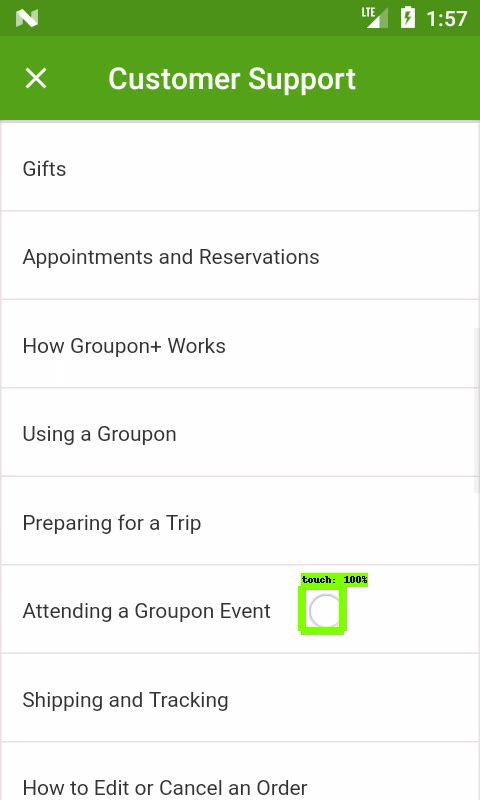 LTE 1:57
Customer Support
Gifts
Appointments and Reservations
How Groupon+ Works
Using a Groupon
Preparing for a Trip
touch: 100%
Attending a Groupon Event
Shipping and Tracking
How to Edit or Cancel an Order